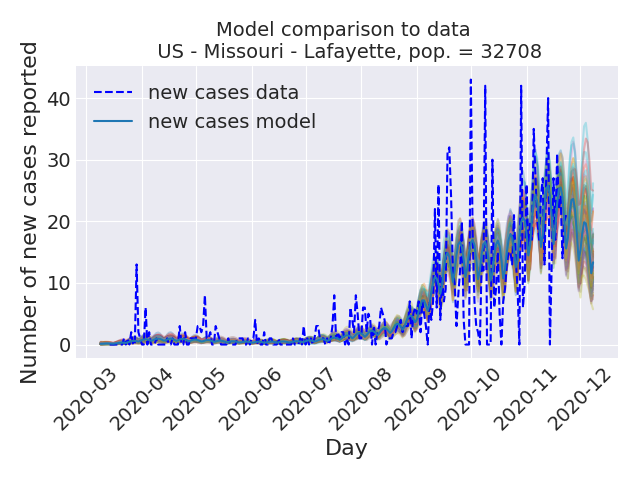 Model comparison to data
US - Missouri - Lafayette, pop. = 32708
Number of new cases reported
40
30
20
10
0
new cases data
new cases model
2020-03
2020-04
2020-05
2020-06
2020-07
2020-08
2020-09
2020-10
2020-11
2020-12
Day